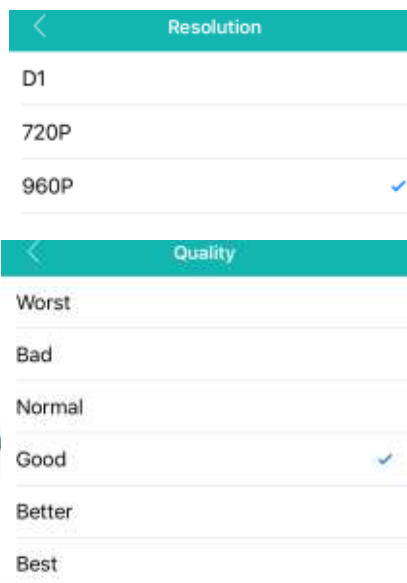 Resolution
D1
720P
960P
Quality
Worst
Bad
Normal
Good
Better
Best